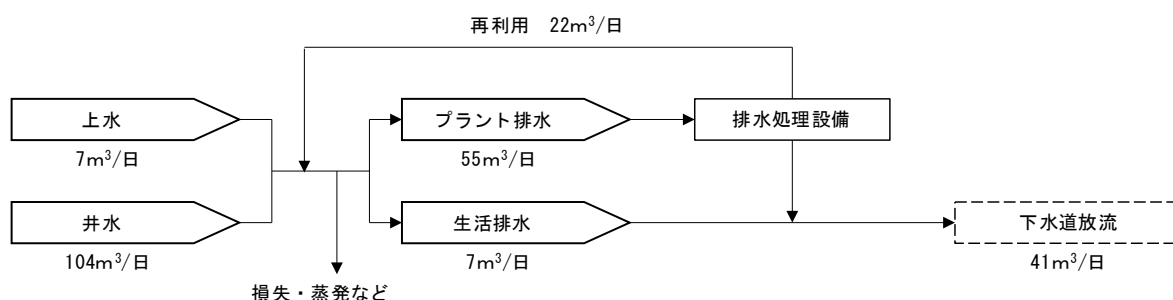 再利用　22m³/日
上水
7m³/日
井水
104m³/日
プラント排水
55m³/日
排水処理設備
生活排水
7m³/日
下水道放流
41m³/日
損失・蒸発など